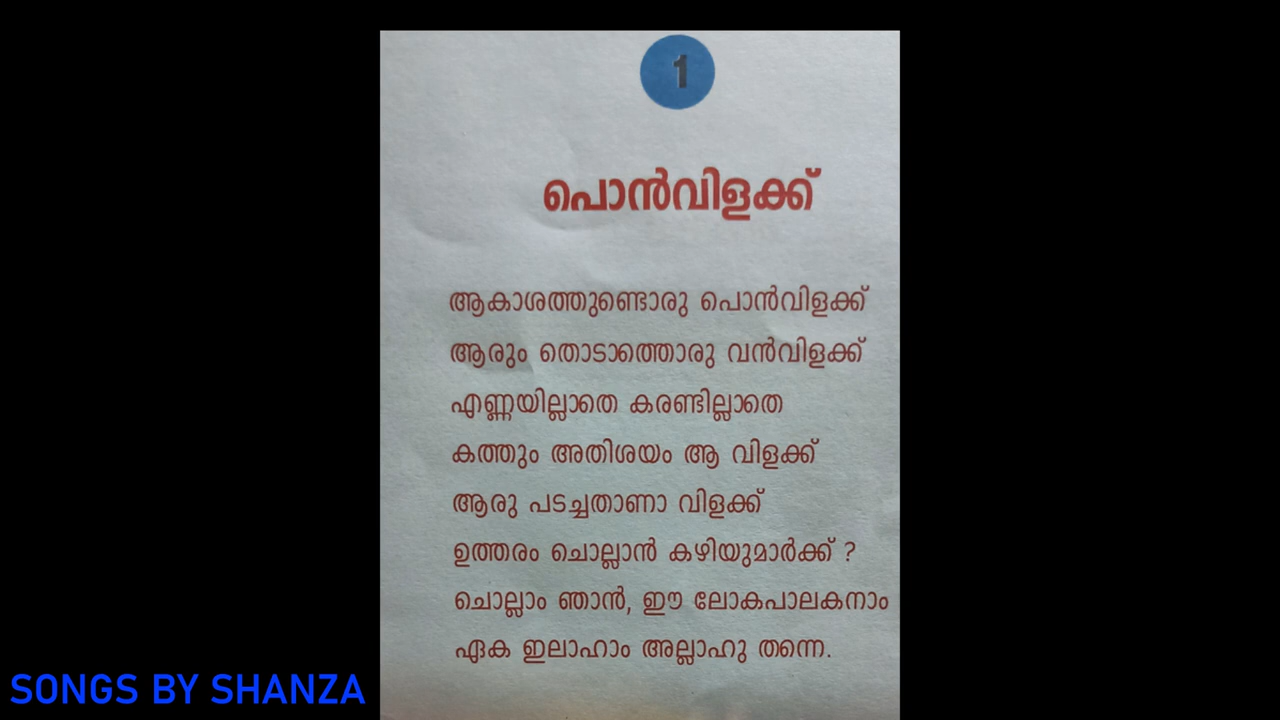 1
പൊൻവിളക്ക്
ആകാശത്തുണ്ടൊരു പൊൻവിളക്ക്
ആരും തൊടാത്തൊരു വൻവിളക്ക്
എണ്ണയില്ലാതെ കരണ്ടില്ലാതെ
കത്തും അതിശയം ആ വിളക്ക്
ആരു പടച്ചതാണാ വിളക്ക്
ഉത്തരം ചൊല്ലാൻ കഴിയുമാർക്ക് ?
ചൊല്ലാം ഞാൻ, ഈ ലോകപാലകനാം
ഏക ഇലാഹാം അല്ലാഹു തന്നെ.
SONGS BY SHANZA